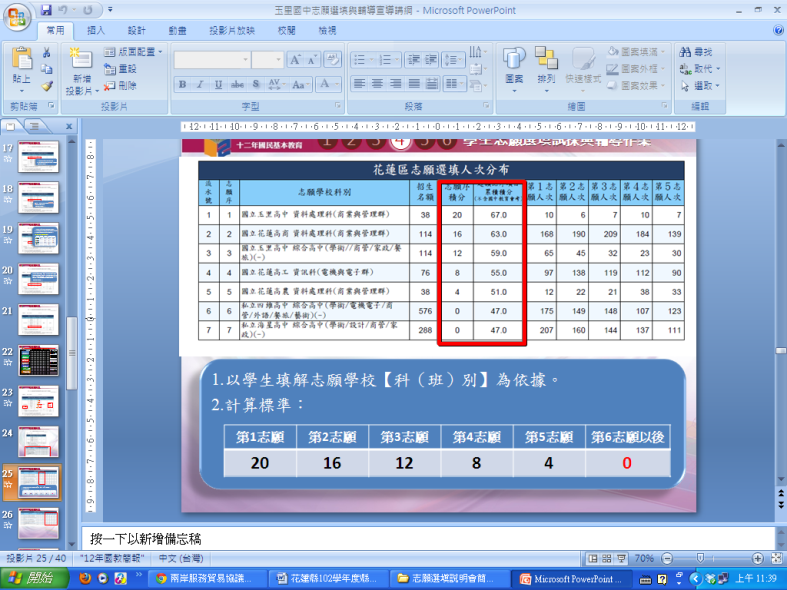 玉里國中志願選填與輔導宣導講綱 - Microsoft PowerPoint
常用 插入 設計 動畫 投影片放映 校閱 檢視
貼上
新增
投影片
版面配置
重設
刪除
圖案 排列 快速樣式
圖案填滿
圖案外框
圖案效果
尋找
取代
選取
剪貼簿 投影片 字型 段落 繪圖 編輯
十二年國民基本教育
花蓮區志願選填人次分布
流水號 志願序 志願學校科別 招生名額 志願序積分 第1志願人次 第2志願人次 第3志願人次 第4志願人次 第5志願人次
1 1 國立玉里高中 資料處理科(商業與管理群) 38 20 67.0 10 6 7 10 7
2 2 國立花蓮高商 資料處理科(商業與管理群) 114 16 63.0 168 190 209 184 139
3 3 國立玉里高中 綜合高中(學術//商管/家政/餐旅)(-) 114 12 59.0 65 45 32 23 30
4 4 國立花蓮高工 資訊科(電機與電子群) 76 8 55.0 97 138 119 112 90
5 5 國立花蓮高農 資料處理科(商業與管理群) 38 4 51.0 12 22 21 38 33
6 6 私立四維高中 綜合高中(學術/電機電子/商管/外語/餐旅/藝術)(-) 576 0 47.0 175 149 148 107 123
7 7 私立海星高中 綜合高中(學術/設計/商管/家政)(-) 288 0 47.0 207 160 144 137 111
1.以學生填解志願學校【科（班）別】為依據。
2.計算標準：
第1志願 第2志願 第3志願 第4志願 第5志願 第6志願以後
20 16 12 8 4 0
17
18
19
20
21
22
23
24
25
26
按一下以新增備忘稿
投影片 25 / 40 "12年國教簡報" 中文 (台灣) 70%
開始 兩岸服務貿易協議... 花蓮縣102學年度縣... 志願選填說明會簡... Microsoft PowerPoint ... 上午 11:39